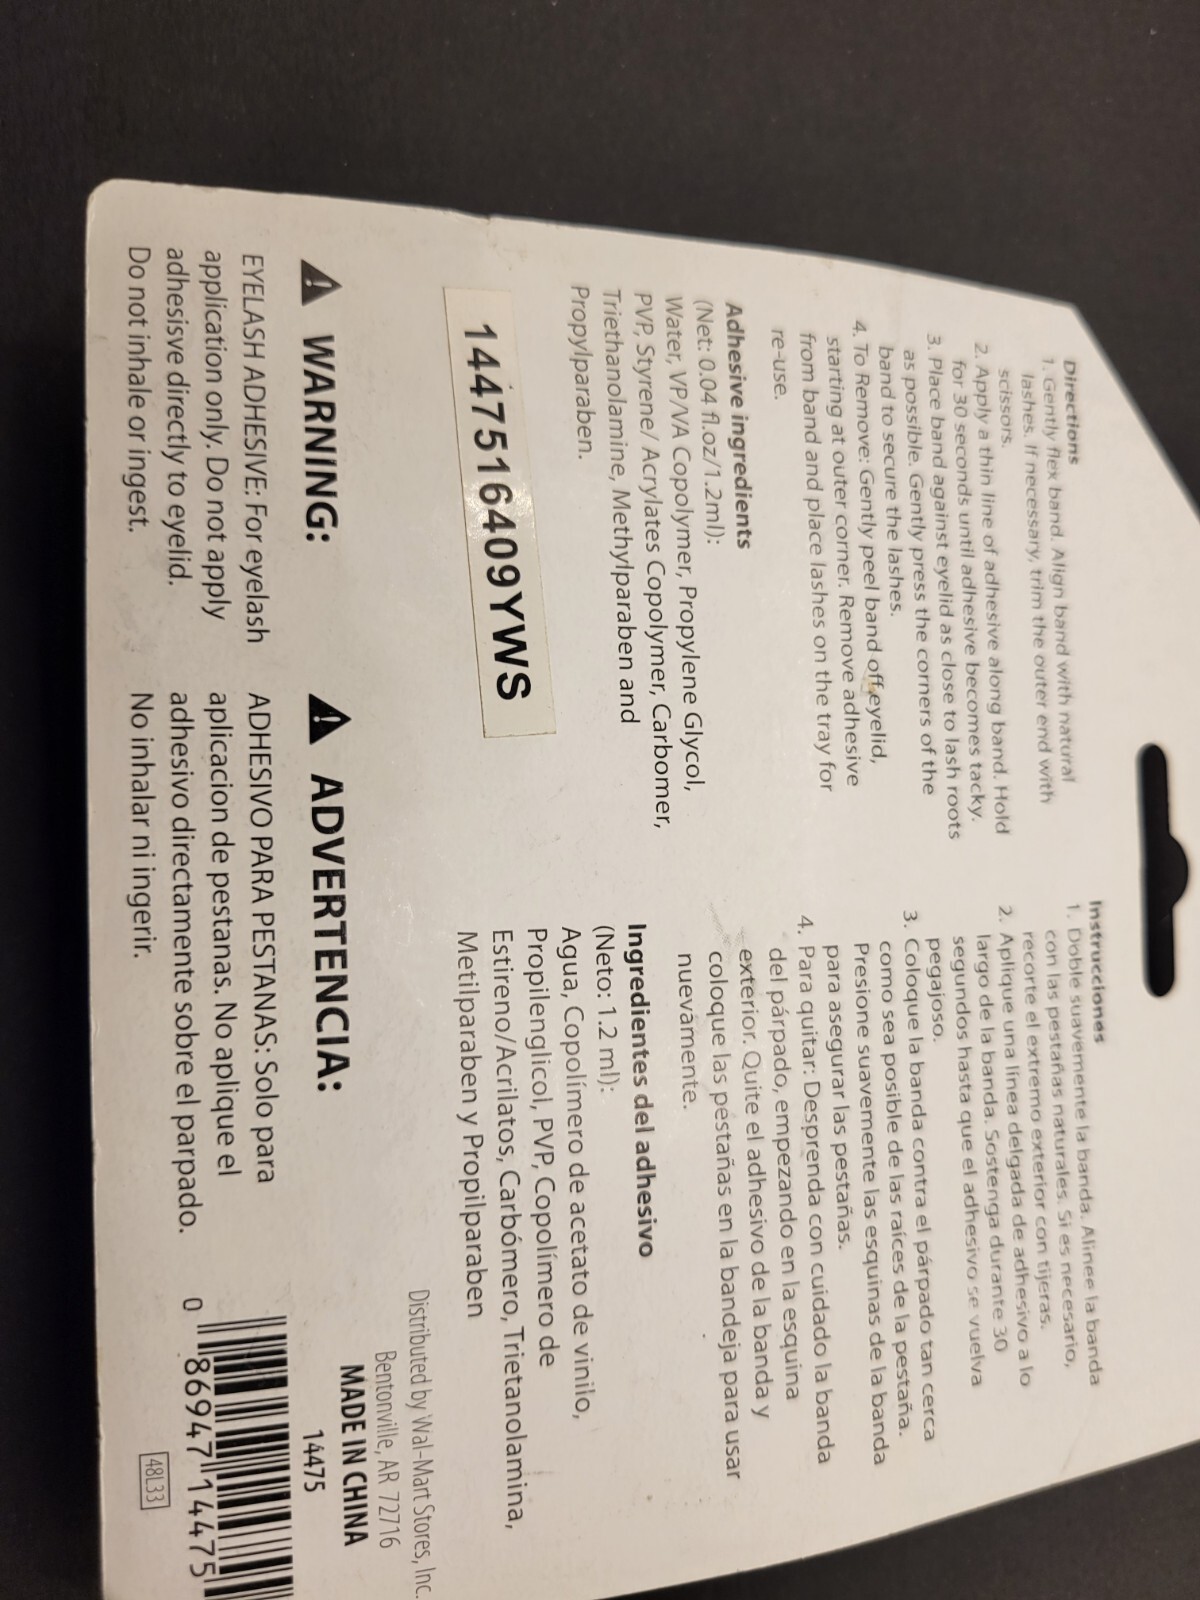 Directions
1. Gently flex band. Align band with natural
lashes. If necessary, trim the outer end with
scissors.
2. Apply a thin line of adhesive along band. Hold
for 30 seconds until adhesive becomes tacky.
3. Place band against eyelid as close to lash roots
as possible. Gently press the corners of the
band to secure the lashes.
4. To Remove: Gently peel band off eyelid,
starting at outer corner. Remove adhesive
from band and place lashes on the tray for
re-use.
Adhesive ingredients
(Net: 0.04 fl.oz/1.2ml):
Water, VP/VA Copolymer, Propylene Glycol,
PVP, Styrene/ Acrylates Copolymer, Carbomer,
Triethanolamine, Methylparaben and
Propylparaben.
1447516409YWS
WARNING:
EYELASH ADHESIVE: For eyelash
application only. Do not apply
adhesive directly to eyelid.
Do not inhale or ingest.
Instrucciones
1. Doble suavemente la banda. Alinee la banda
con las pestañas naturales. Si es necesario,
recorte el extremo exterior con tijeras.
2. Aplique una línea delgada de adhesivo a lo
largo de la banda. Sostenga durante 30
segundos hasta que el adhesivo se vuelva
pegajoso.
3. Coloque la banda contra el párpado tan cerca
como sea posible de las raíces de la pestaña.
Presione suavemente las esquinas de la banda
para asegurar las pestañas.
4. Para quitar: Desprenda con cuidado la banda
del párpado, empezando en la esquina
exterior. Quite el adhesivo de la banda y
coloque las pestañas en la bandeja para usar
nuevamente.
Ingredientes del adhesivo
(Neto: 1.2 ml):
Agua, Copolímero de acetato de vinilo,
Propilenglicol, PVP, Copolímero de
Estireno/Acrilatos, Carbómero, Trietanolamina,
Metilparaben y Propilparaben
ADVERTENCIA:
ADHESIVO PARA PESTANAS: Solo para
aplicacion de pestanas. No aplique el
adhesivo directamente sobre el parpado.
No inhalar ni ingerir.
Distributed by Wal-Mart Stores, Inc.
Bentonville, AR 72716
MADE IN CHINA
14475
0 86947 14475
48L33